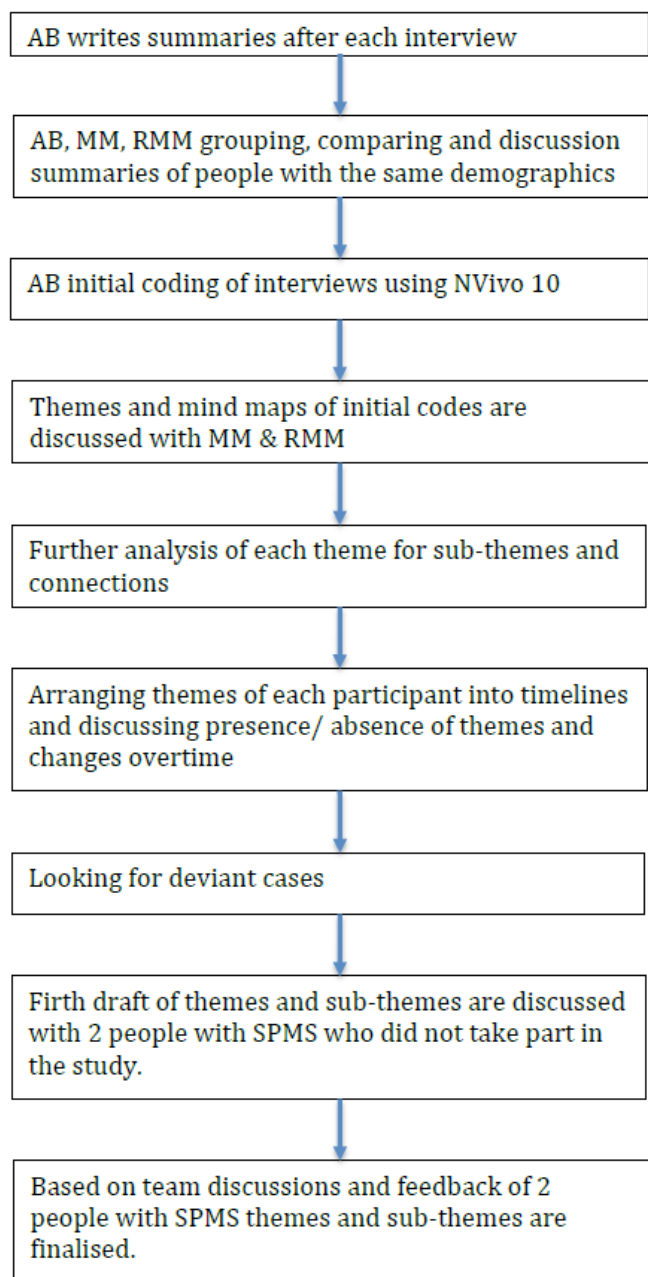 AB writes summaries after each interview
AB, MM, RMM grouping, comparing and discussion
summaries of people with the same demographics
AB initial coding of interviews using NVivo 10
Themes and mind maps of initial codes are
discussed with MM & RMM
Further analysis of each theme for sub-themes and
connections
Arranging themes of each participant into timelines
and discussing presence/ absence of themes and
changes overtime
Looking for deviant cases
Firth draft of themes and sub-themes are discussed
with 2 people with SPMS who did not take part in
the study.
Based on team discussions and feedback of 2
people with SPMS themes and sub-themes are
finalised.